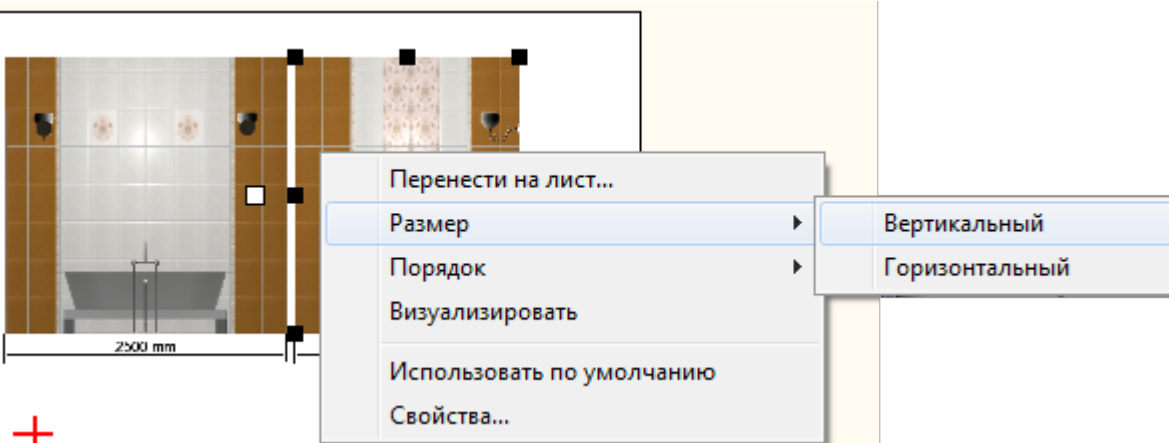 Перенести на лист...
Размер
Вертикальный
Порядок
Горизонтальный
Визуализировать
2500 mm
Использовать по умолчанию
Свойства...